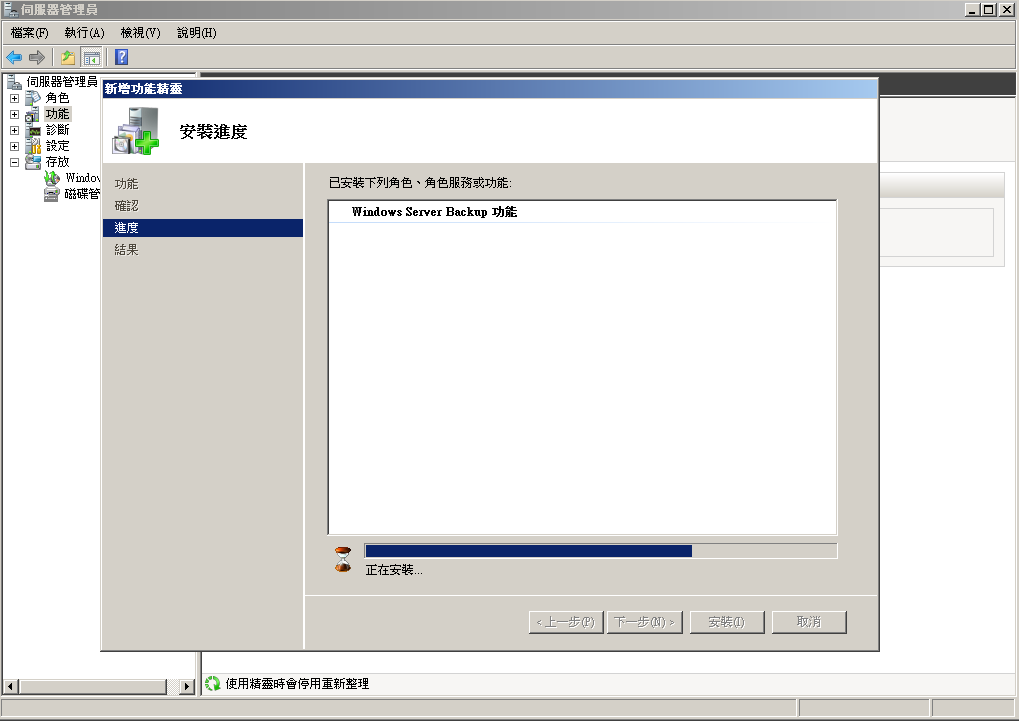 伺服器管理員
檔案(F) 執行(A) 檢視(V) 說明(H)
伺服器管理員
角色
功能
診斷
設定
存放
Window
磁碟管
新增功能精靈
安裝進度
功能
確認
進度
結果
已安裝下列角色、角色服務或功能:
Windows Server Backup 功能
正在安裝...
< 上一步(P) 下一步(N) > 安裝(I) 取消
使用精靈時會停用重新整理